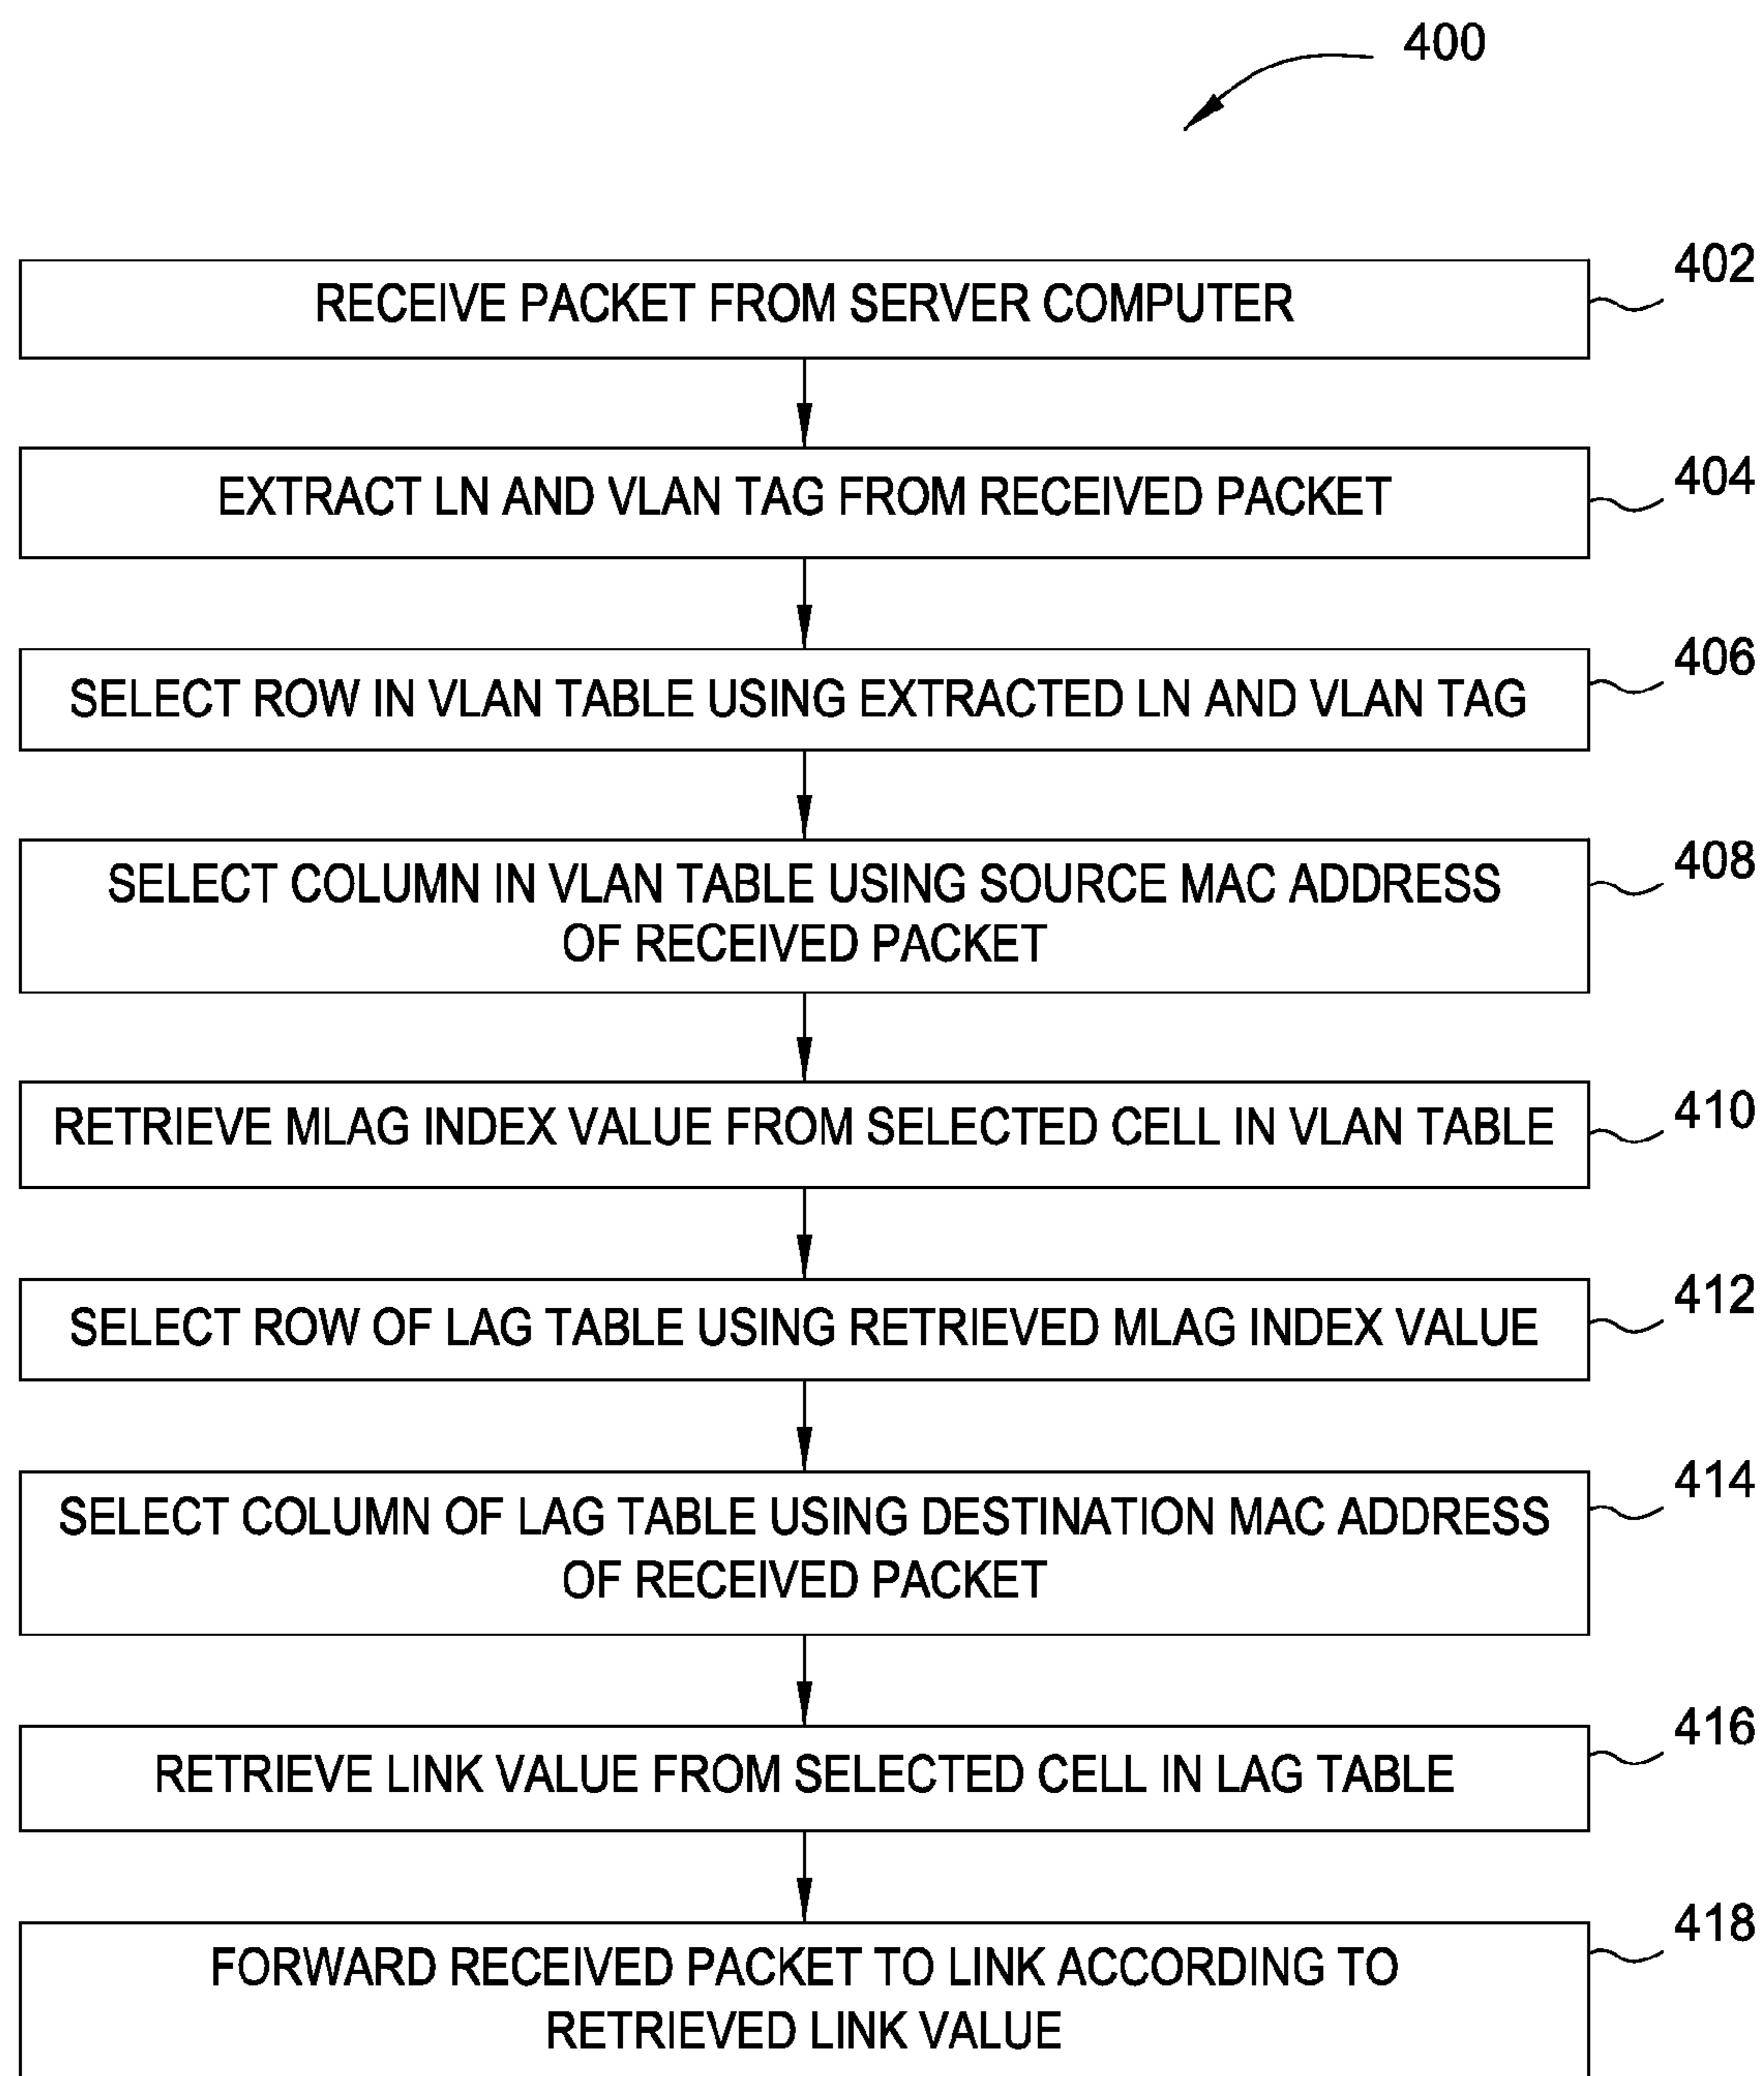 400
RECEIVE PACKET FROM SERVER COMPUTER
402
EXTRACT LN AND VLAN TAG FROM RECEIVED PACKET
404
SELECT ROW IN VLAN TABLE USING EXTRACTED LN AND VLAN TAG
406
SELECT COLUMN IN VLAN TABLE USING SOURCE MAC ADDRESS
OF RECEIVED PACKET
408
RETRIEVE MLAG INDEX VALUE FROM SELECTED CELL IN VLAN TABLE
410
SELECT ROW OF LAG TABLE USING RETRIEVED MLAG INDEX VALUE
412
SELECT COLUMN OF LAG TABLE USING DESTINATION MAC ADDRESS
OF RECEIVED PACKET
414
RETRIEVE LINK VALUE FROM SELECTED CELL IN LAG TABLE
416
FORWARD RECEIVED PACKET TO LINK ACCORDING TO
RETRIEVED LINK VALUE
418